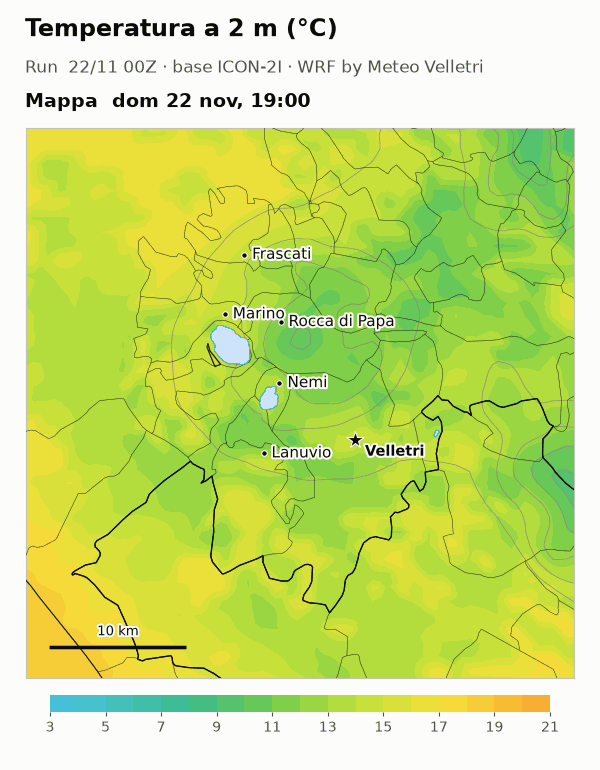 Temperatura a 2 m (°C)
Run 22/11 00Z · base ICON-2I · WRF by Meteo Velletri
Mappa dom 22 nov, 19:00
Frascati
Marino
Rocca di Papa
Nemi
Velletri
Lanuvio
10 km
3 5 7 9 11 13 15 17 19 21